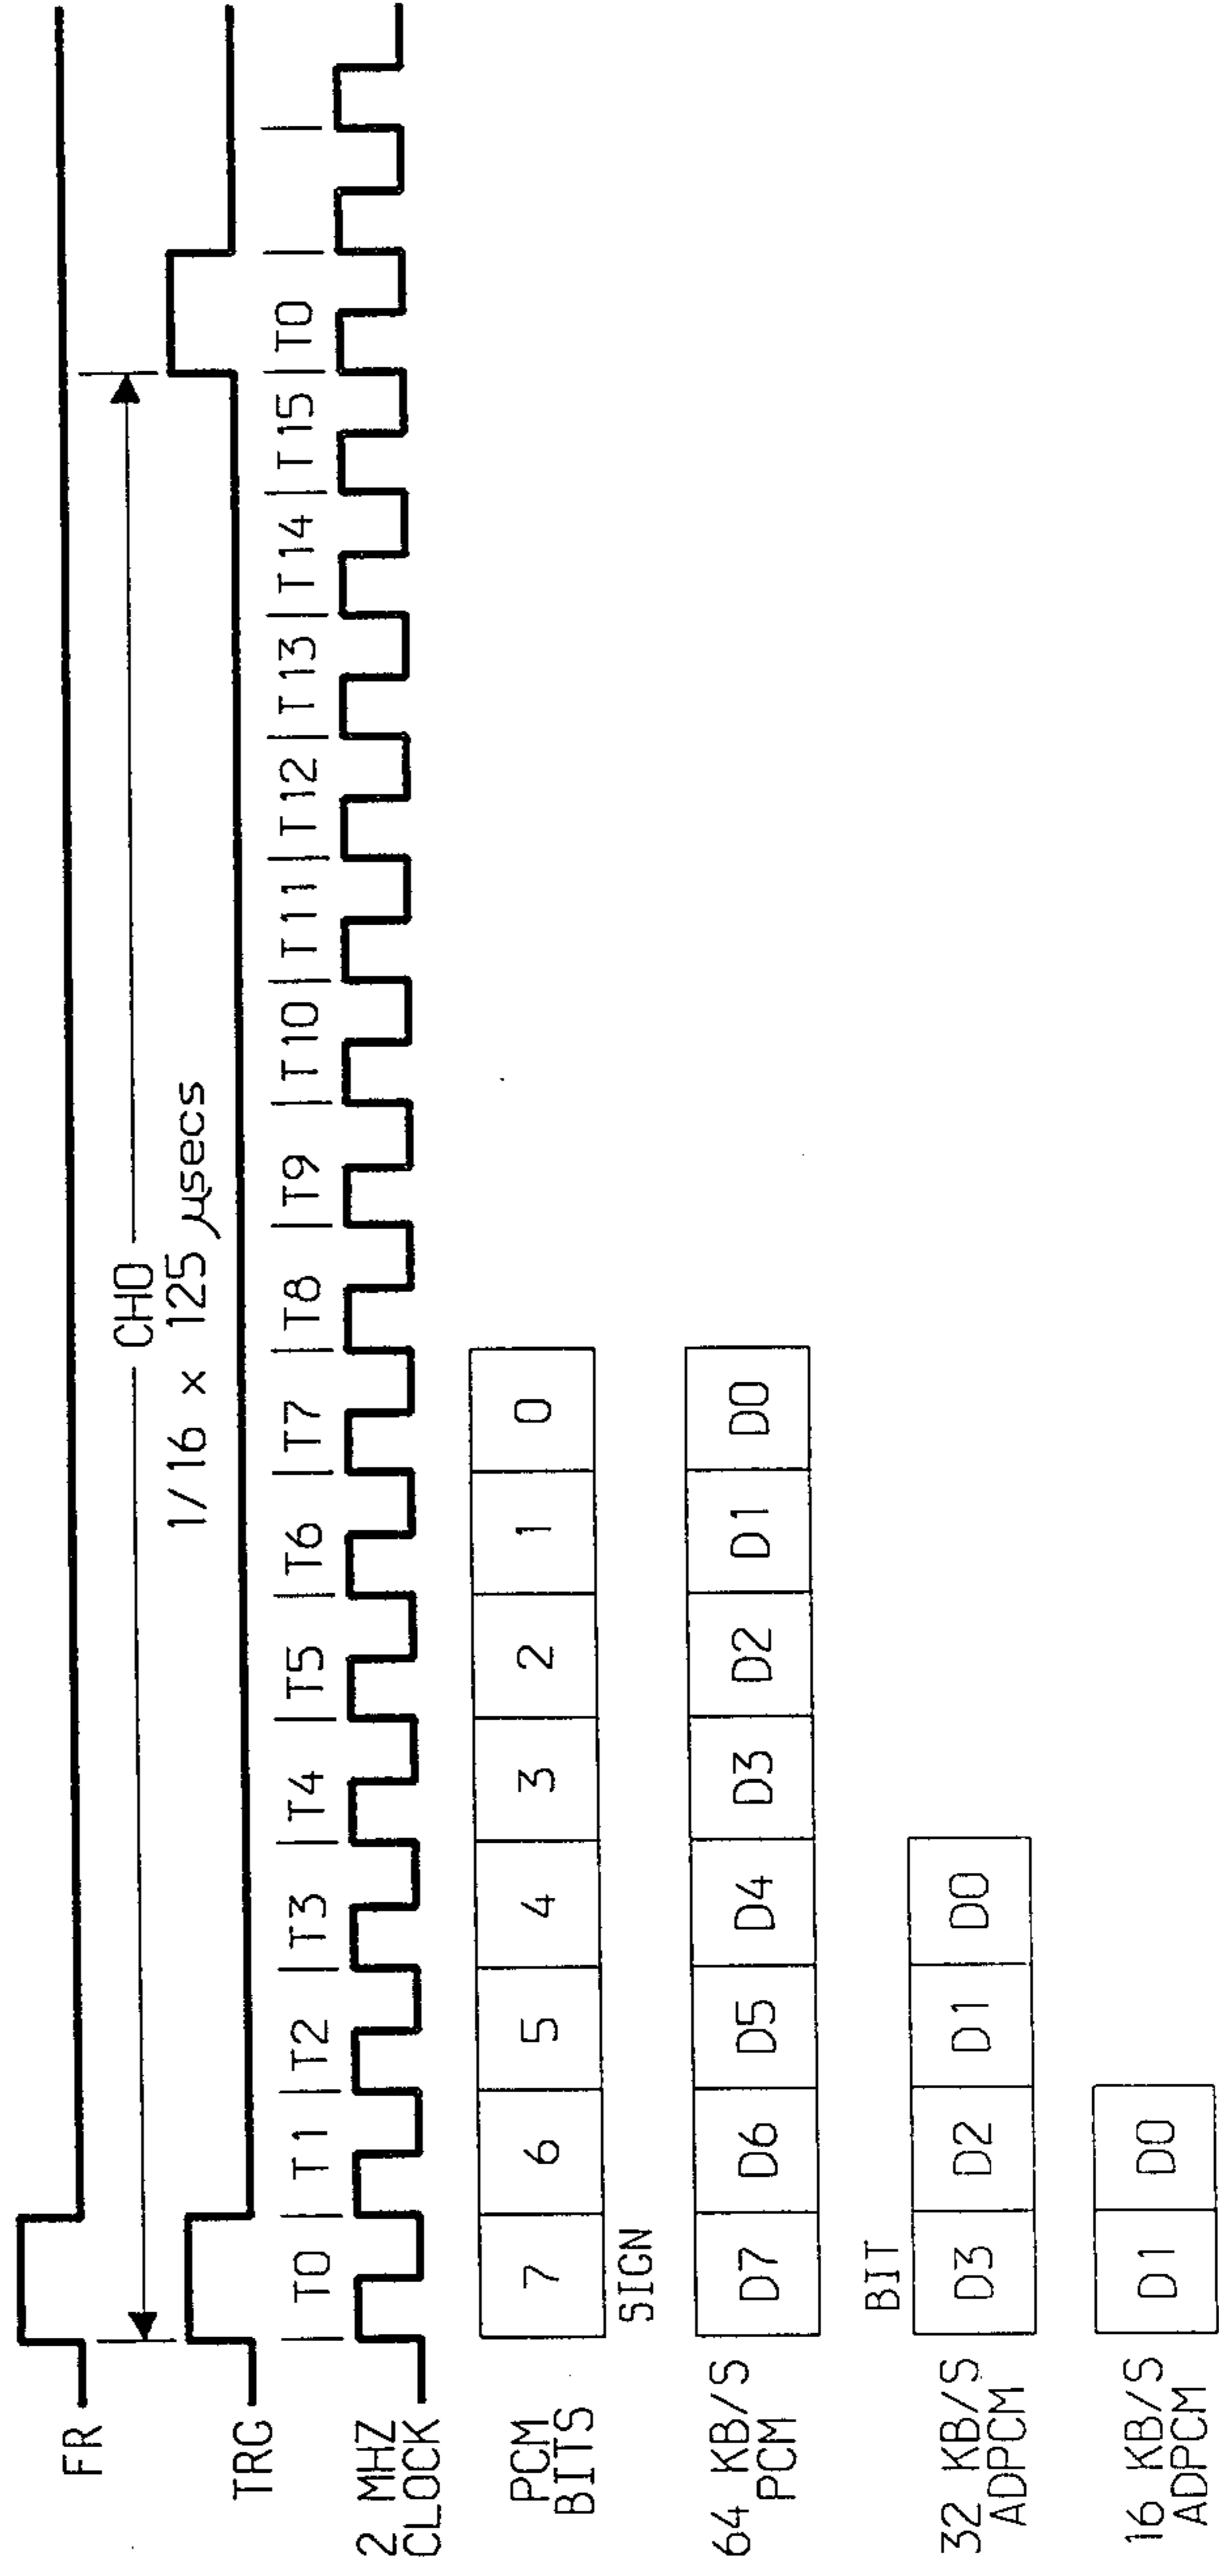 FR
CH0
1/16 x 125 µsecs
TRG
T0 T1 T2 T3 T4 T5 T6 T7 T8 T9 T10 T11 T12 T13 T14 T15 T0
2 MHZ
CLOCK
PCM
BITS
7 6 5 4 3 2 1 0
SIGN
64 KB/S
PCM
D7 D6 D5 D4 D3 D2 D1 D0
BIT
32 KB/S
ADPCM
D3 D2 D1 D0
16 KB/S
ADPCM
D1 D0